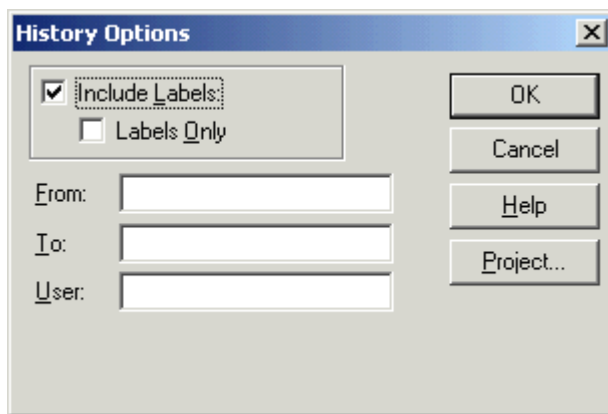 History Options
Include Labels:
Labels Only
From:
To:
User:
OK
Cancel
Help
Project...